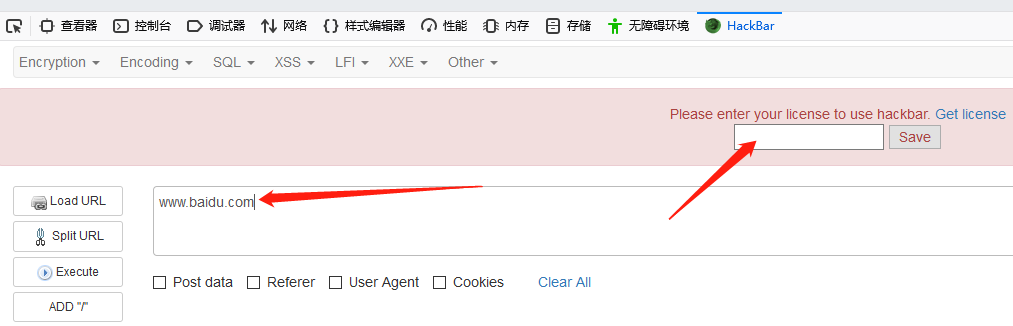 查看器 控制台 调试器 网络 样式编辑器 性能 内存 存储 无障碍环境 HackBar
Encryption Encoding SQL XSS LFI XXE Other
Please enter your license to use hackbar. Get license
Save
Load URL
www.baidu.com
Split URL
Execute
Post data Referer User Agent Cookies Clear All
ADD "/"